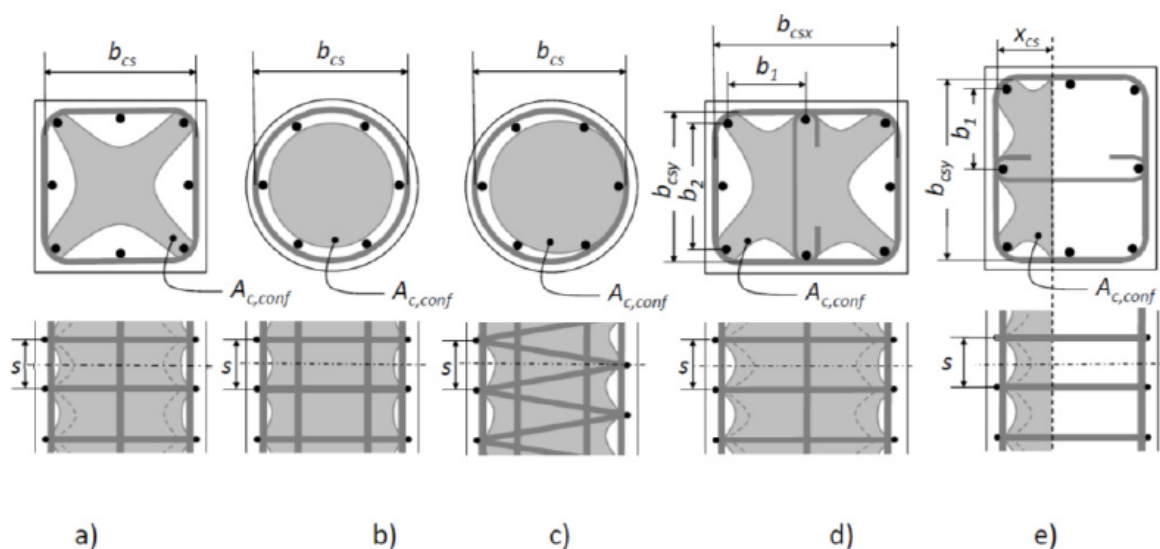 b_cs
b_cs
b_cs
b_csx
x_cs
b_1
b_1
b_csy
b_2
b_csy
A_c,conf
A_c,conf
A_c,conf
A_c,conf
A_c,conf
s
s
s
s
s
a)
b)
c)
d)
e)